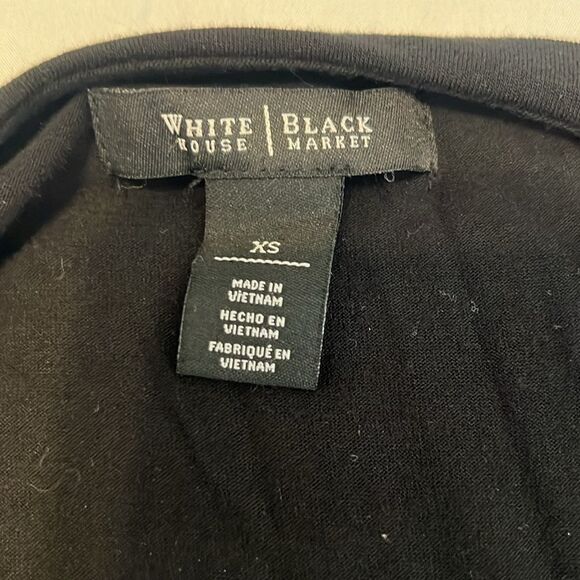 WHITE | BLACK
HOUSE | MARKET
XS
MADE IN
VIETNAM
HECHO EN
VIETNAM
FABRIQUÉ EN
VIETNAM